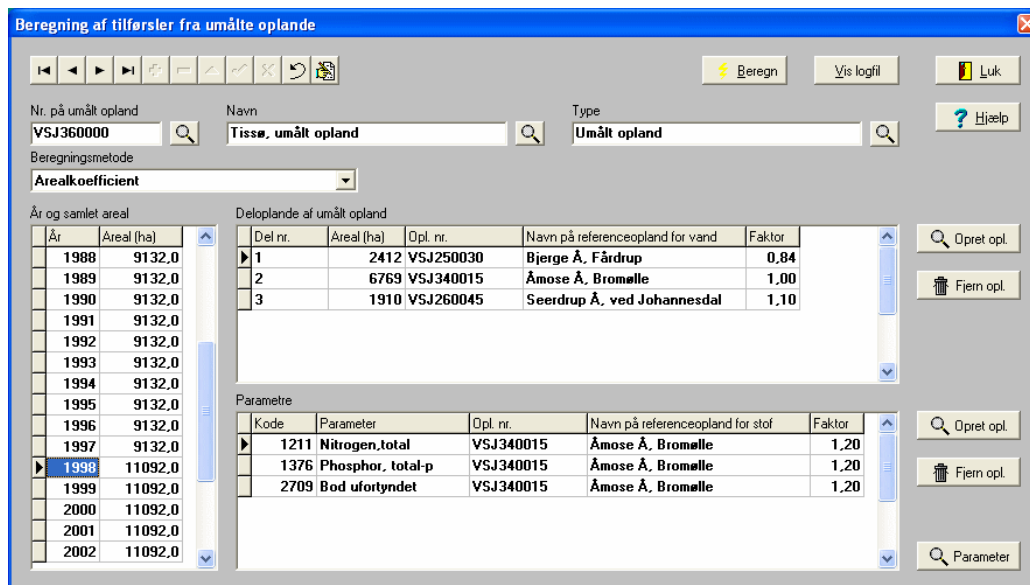 Beregning af tilførsler fra umålte oplande
Beregn
Vis logfil
Luk
Nr. på umålt opland
Navn
Type
Hjælp
VSJ360000
Tissø, umålt opland
Umålt opland
Beregningsmetode
Arealkoefficient
År og samlet areal
År Areal (ha)
1988 9132,0
1989 9132,0
1990 9132,0
1991 9132,0
1992 9132,0
1993 9132,0
1994 9132,0
1995 9132,0
1996 9132,0
1997 9132,0
1998 11092,0
1999 11092,0
2000 11092,0
2001 11092,0
2002 11092,0
Deloplande af umålt opland
Del nr. Areal (ha) Opl. nr. Navn på referenceopland for vand Faktor
1 2412 VSJ250030 Bjerge Å, Fårdrup 0,84
2 6769 VSJ340015 Åmose Å, Bromølle 1,00
3 1910 VSJ260045 Seerdrup Å, ved Johannesdal 1,10
Opret opl.
Fjern opl.
Parametre
Kode Parameter Opl. nr. Navn på referenceopland for stof Faktor
1211 Nitrogen,total VSJ340015 Åmose Å, Bromølle 1,20
1376 Phosphor, total-p VSJ340015 Åmose Å, Bromølle 1,20
2709 Bod ufortyndet VSJ340015 Åmose Å, Bromølle 1,20
Opret opl.
Fjern opl.
Parameter